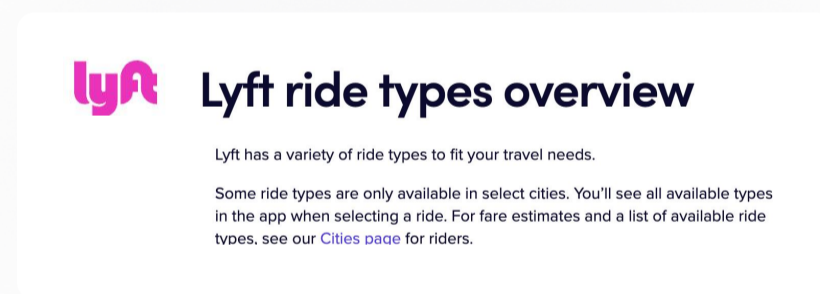 lyft
Lyft ride types overview
Lyft has a variety of ride types to fit your travel needs.
Some ride types are only available in select cities. You'll see all available types
in the app when selecting a ride. For fare estimates and a list of available ride
types, see our Cities page for riders.